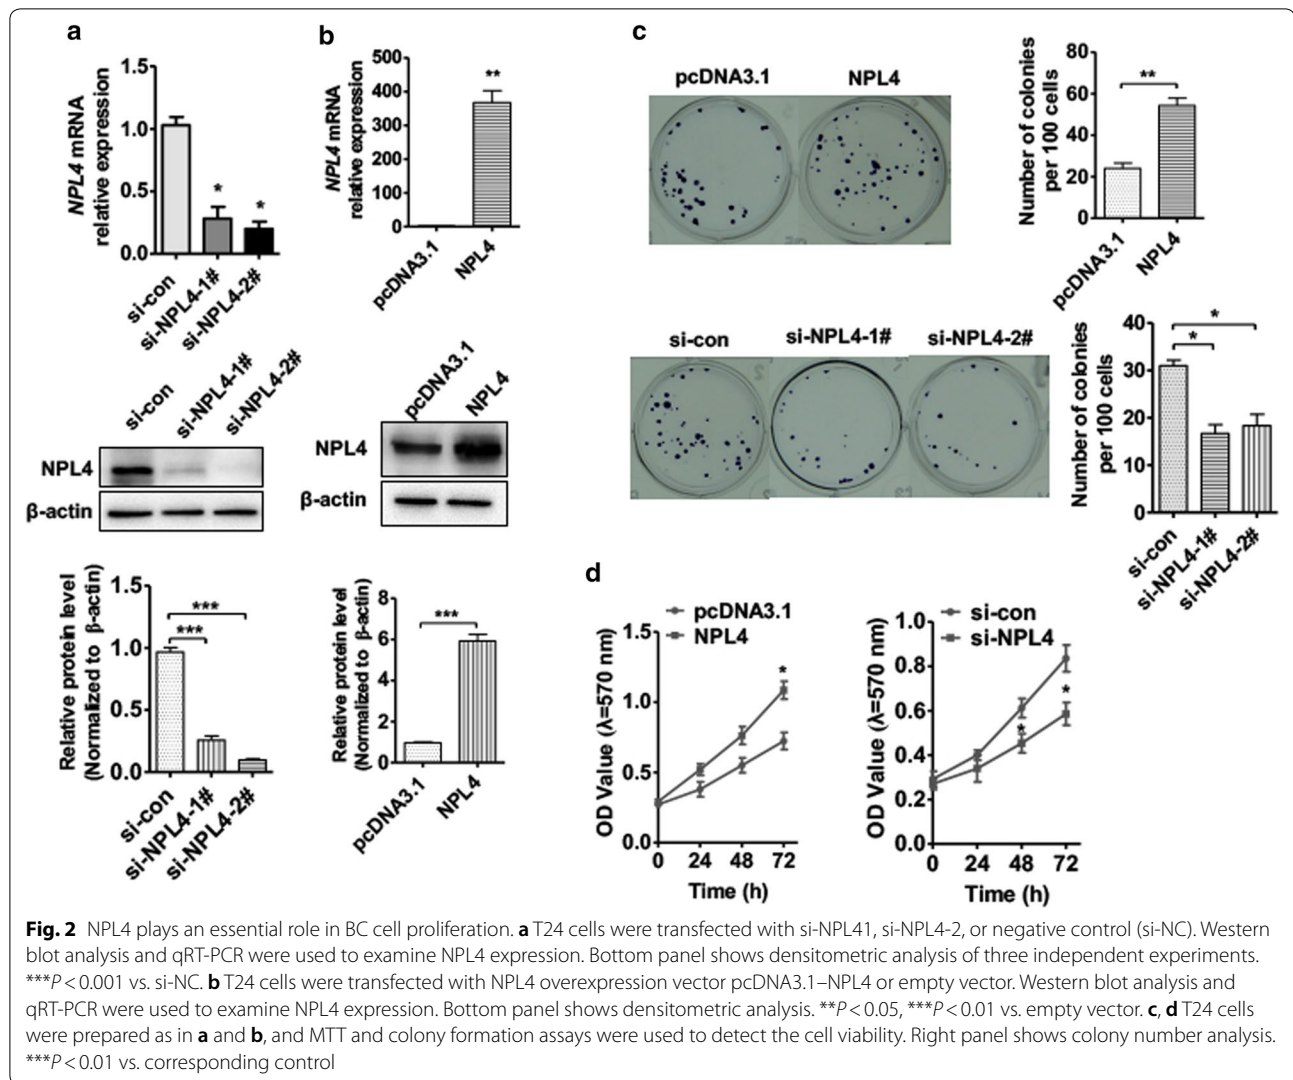 a
NPL4 mRNA
relative expression
1.5
1.0
0.5
0.0
*
*
si-con
si-NPL4-1#
si-NPL4-2#
si-con
si-NPL4-1#
si-NPL4-2#
NPL4
β-actin
Relative protein level
(Normalized to β-actin)
1.5
1.0
0.5
0.0
***
***
si-con
si-NPL4-1#
si-NPL4-2#
b
NPL4 mRNA
relative expression
500
400
300
200
100
0
**
pcDNA3.1
NPL4
pcDNA3.1
NPL4
NPL4
β-actin
Relative protein level
(Normalized to β-actin)
8
6
4
2
0
***
pcDNA3.1
NPL4
c
pcDNA3.1
NPL4
Number of colonies
per 100 cells
80
60
40
20
0
**
pcDNA3.1
NPL4
si-con
si-NPL4-1#
si-NPL4-2#
Number of colonies
per 100 cells
40
30
20
10
0
*
*
si-con
si-NPL4-1#
si-NPL4-2#
d
pcDNA3.1
NPL4
OD Value (λ=570 nm)
1.5
1.0
0.5
0.0
*
0 24 48 72
Time (h)
si-con
si-NPL4
OD Value (λ=570 nm)
1.0
0.8
0.6
0.4
0.2
0.0
*
*
0 24 48 72
Time (h)
Fig. 2 NPL4 plays an essential role in BC cell proliferation. a T24 cells were transfected with si-NPL41, si-NPL4-2, or negative control (si-NC). Western
blot analysis and qRT-PCR were used to examine NPL4 expression. Bottom panel shows densitometric analysis of three independent experiments.
***P < 0.001 vs. si-NC. b T24 cells were transfected with NPL4 overexpression vector pcDNA3.1–NPL4 or empty vector. Western blot analysis and
qRT-PCR were used to examine NPL4 expression. Bottom panel shows densitometric analysis. **P < 0.05, ***P < 0.01 vs. empty vector. c, d T24 cells
were prepared as in a and b, and MTT and colony formation assays were used to detect the cell viability. Right panel shows colony number analysis.
***P < 0.01 vs. corresponding control